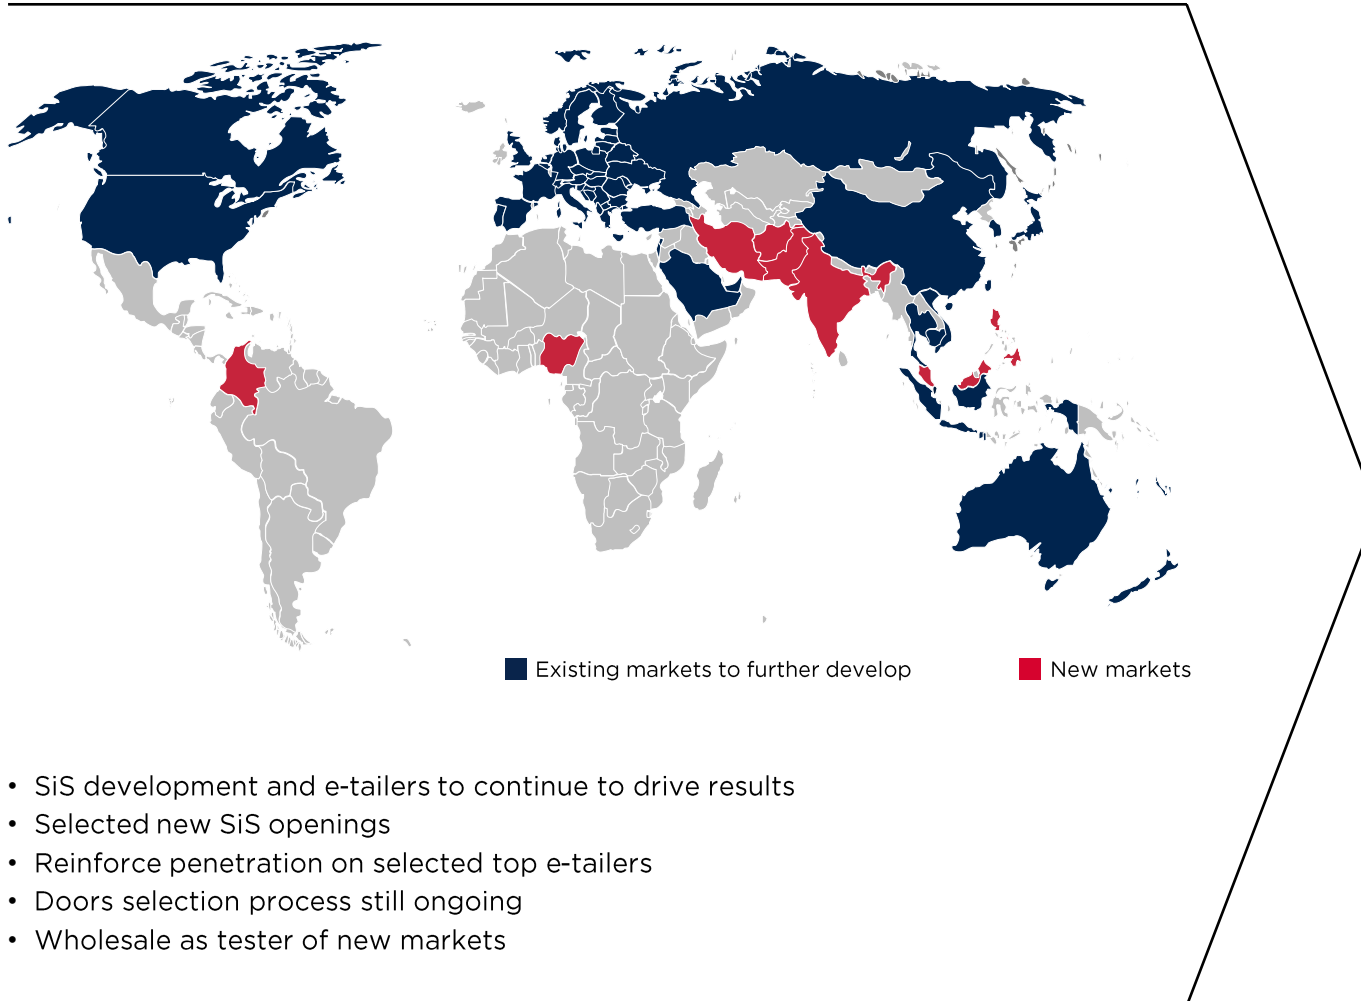 Existing markets to further develop
New markets
• SiS development and e-tailers to continue to drive results
• Selected new SiS openings
• Reinforce penetration on selected top e-tailers
• Doors selection process still ongoing
• Wholesale as tester of new markets